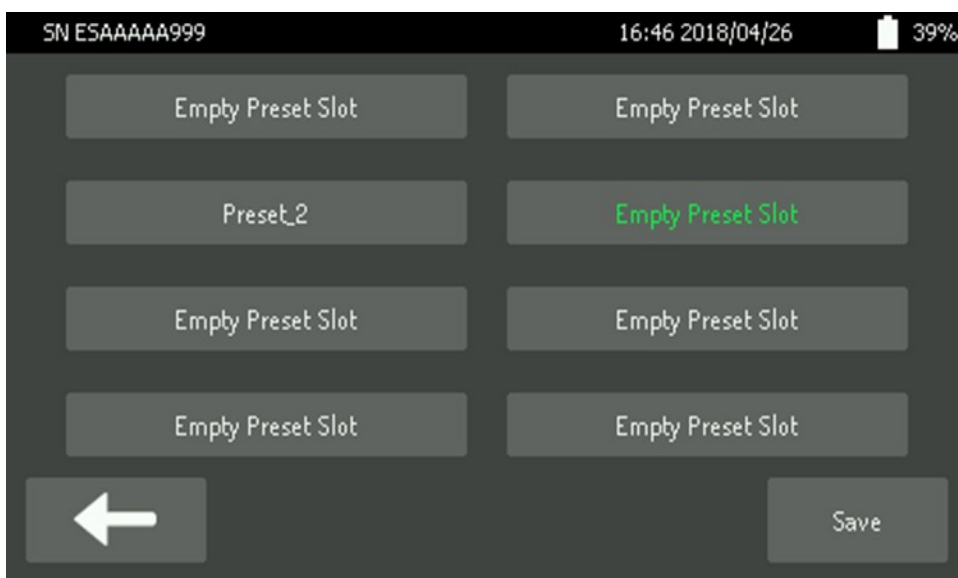 SN ESAAAAA999 16:46 2018/04/26 39%
Empty Preset Slot Empty Preset Slot
Preset_2 Empty Preset Slot
Empty Preset Slot Empty Preset Slot
Empty Preset Slot Empty Preset Slot
Save